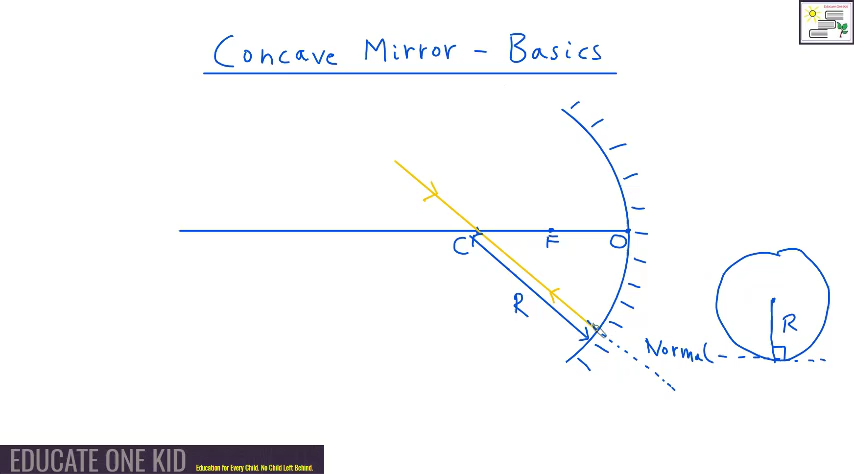 Concave Mirror - Basics
C
F
O
R
R
Normal
EDUCATE ONE KID
Education for Every Child. No Child Left Behind.